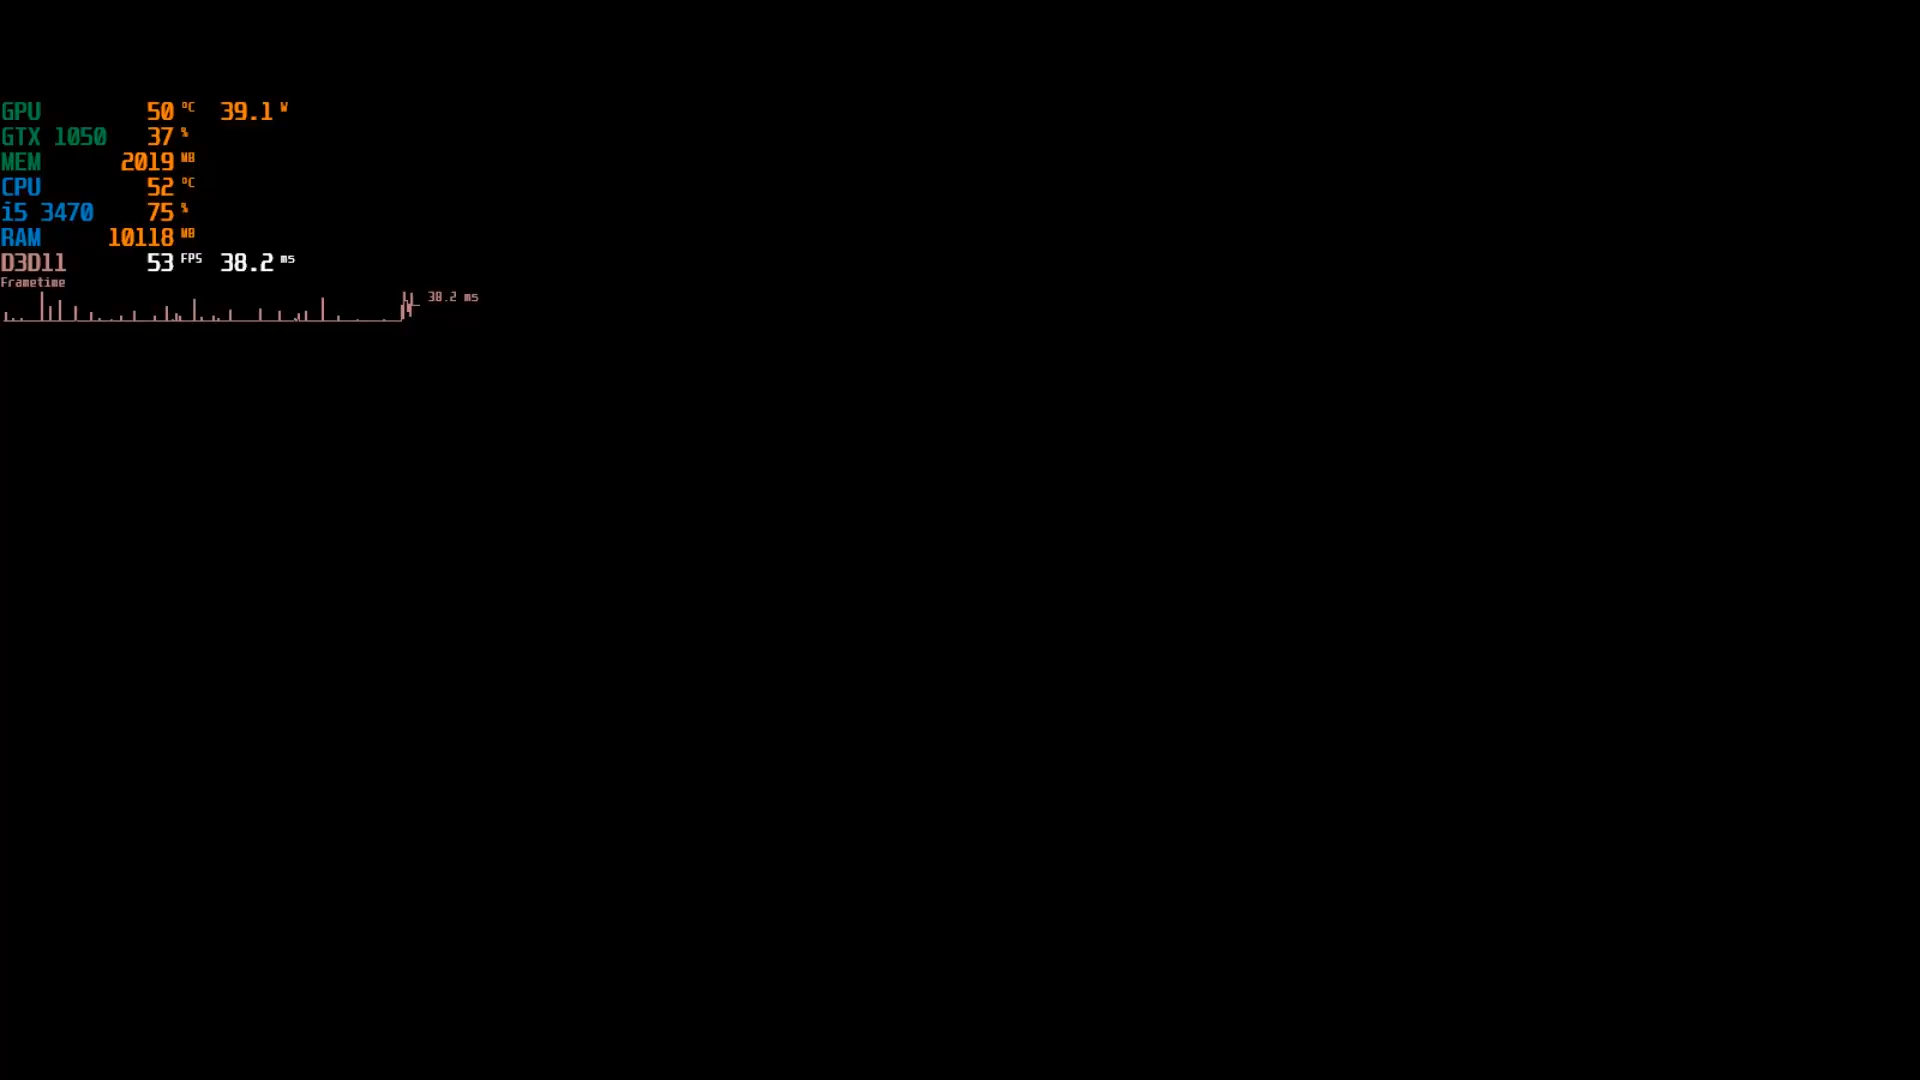 GPU 50 °C 39.1 W
GTX 1050 37 %
MEM 2019 MB
CPU 52 °C
i5 3470 75 %
RAM 10118 MB
D3D11 53 FPS 38.2 ms
Frametime
38.2 ms